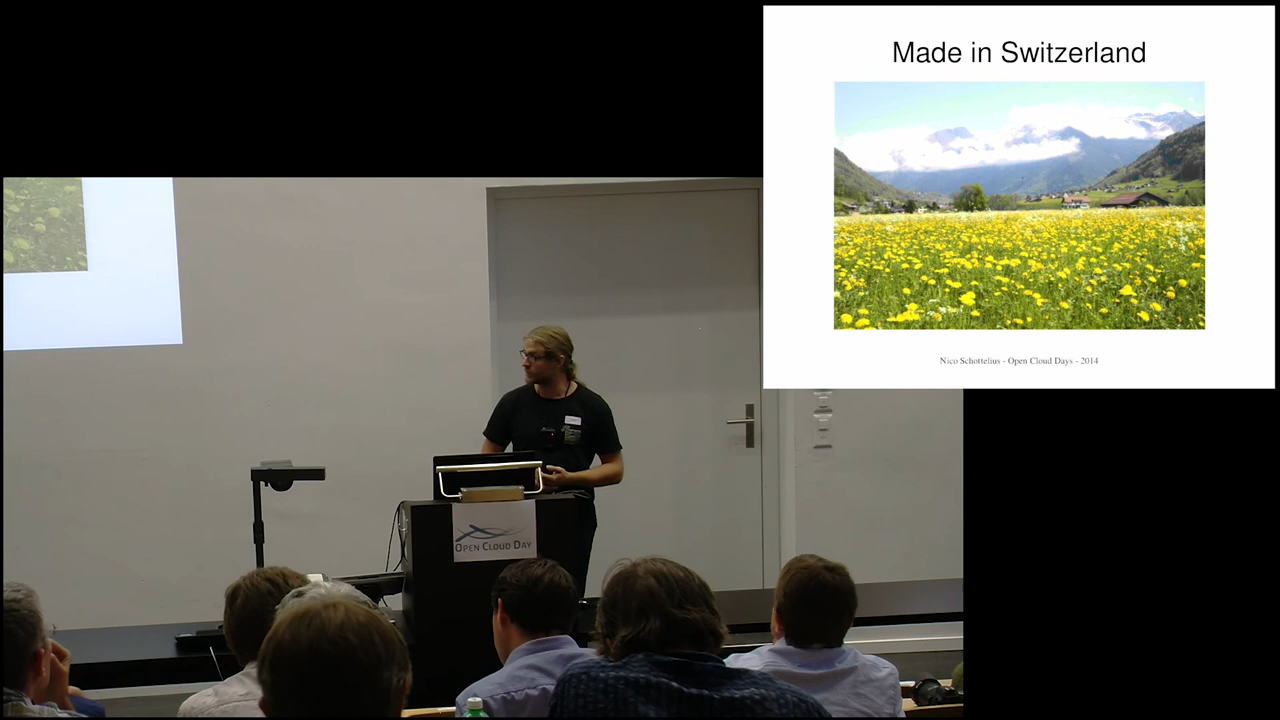 Made in Switzerland
Nico Schottelius - Open Cloud Days - 2014
OPEN CLOUD DAY